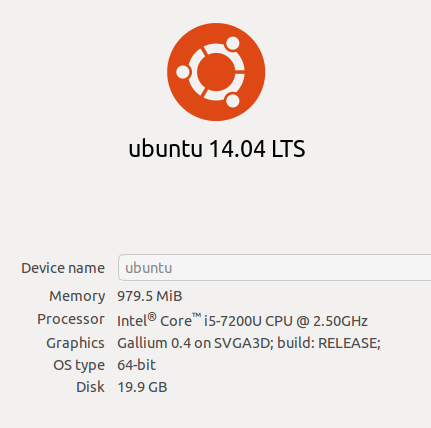 ubuntu 14.04 LTS
Device name ubuntu
Memory 979.5 MiB
Processor Intel® Core™ i5-7200U CPU @ 2.50GHz
Graphics Gallium 0.4 on SVGA3D; build: RELEASE;
OS type 64-bit
Disk 19.9 GB